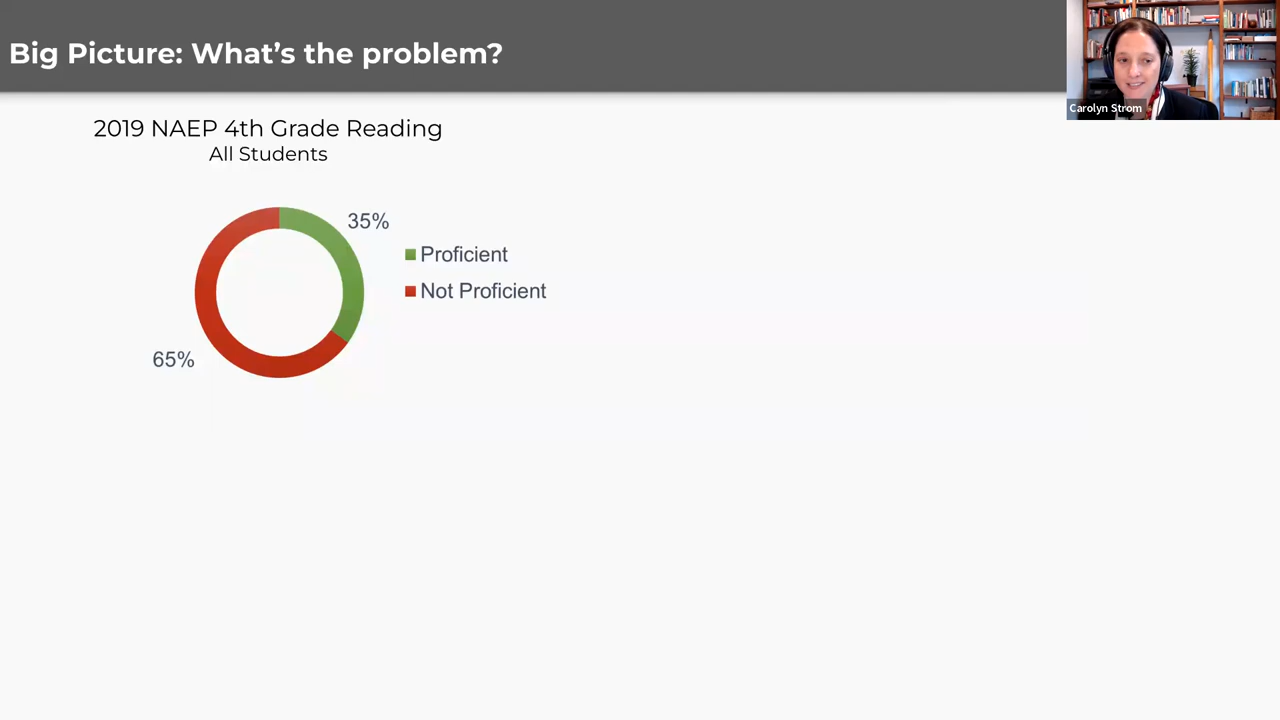 Big Picture: What's the problem?
Carolyn Strom
2019 NAEP 4th Grade Reading
All Students
35%
Proficient
Not Proficient
65%